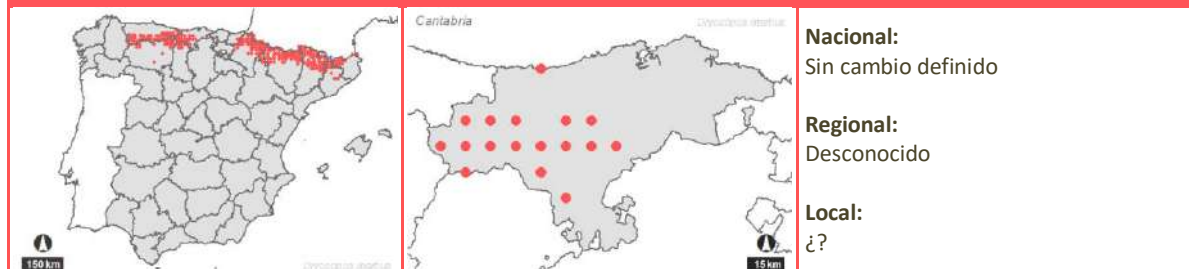 Cantabria
Nacional:
Sin cambio definido
Regional:
Desconocido
Local:
¿?
150 km
15 km